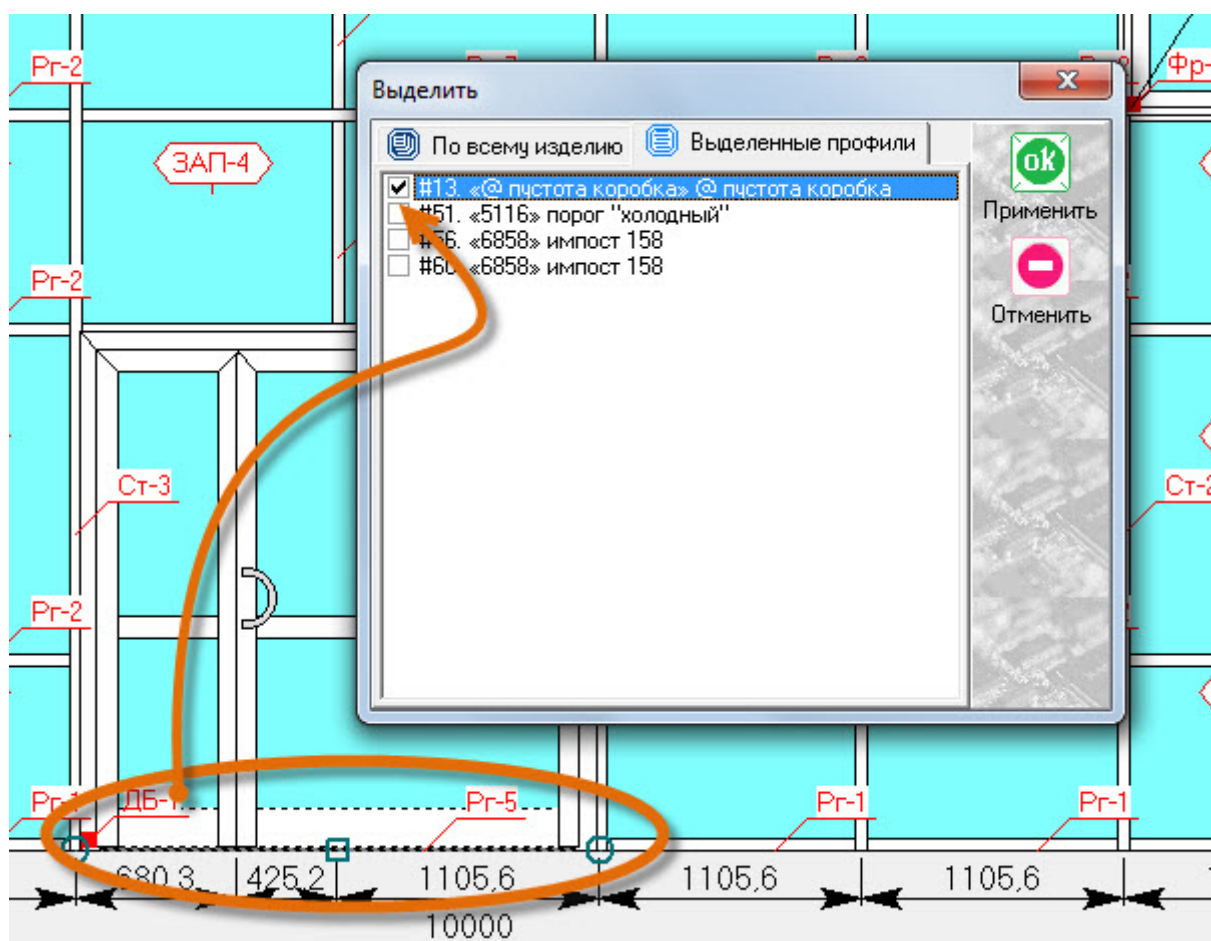 Рг-2
Фр-
Выделить
По всему изделию
Выделенные профили
ЗАП-4
#13. «@ пустота коробка» @ пустота коробка
#51. «5116» порог "холодный"
#56. «6858» импост 158
#60. «6858» импост 158
Применить
Рг-2
Отменить
Ст-3
Ст-2
Рг-2
Рг-1
ДБ-1
Рг-5
Рг-1
Рг-1
680,3
425,2
1105,6
1105,6
1105,6
10000